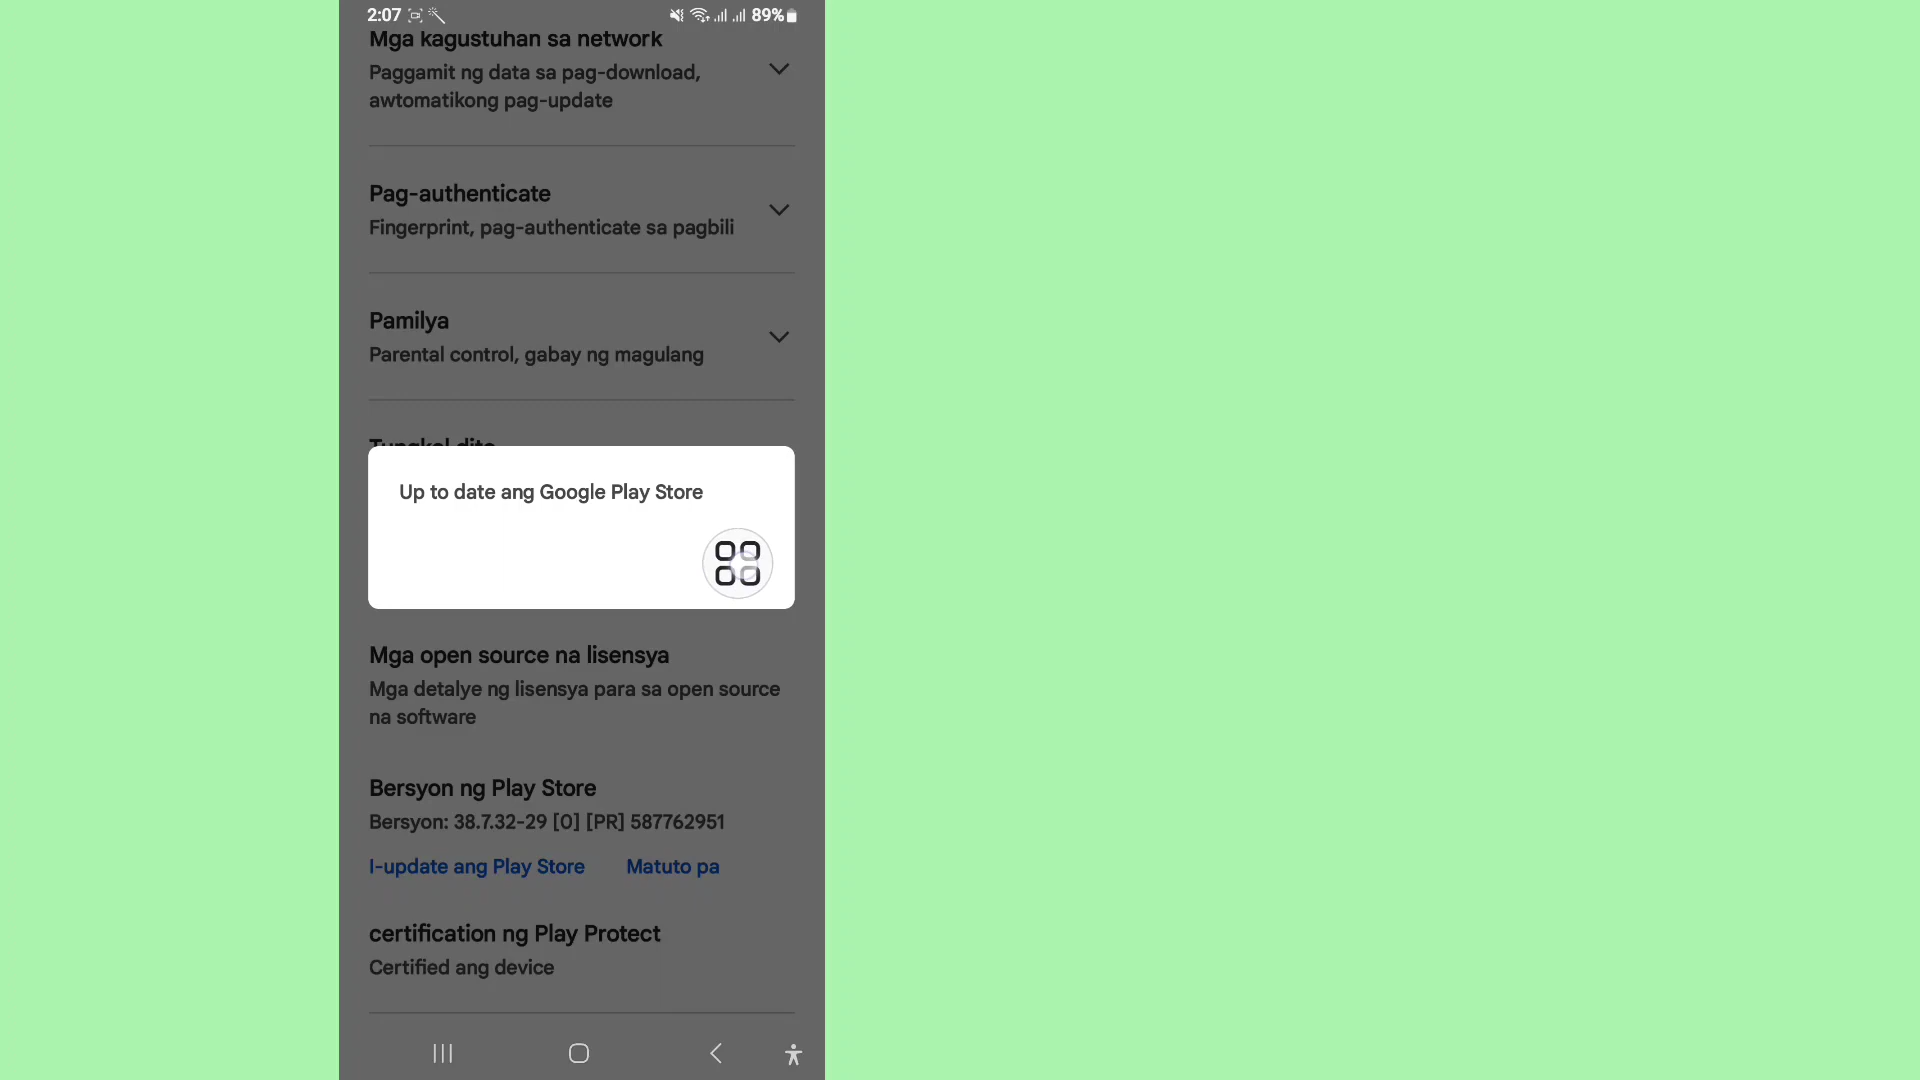 2:07 89%
Mga kagustuhan sa network
Paggamit ng data sa pag-download,
awtomatikong pag-update
Pag-authenticate
Fingerprint, pag-authenticate sa pagbili
Pamilya
Parental control, gabay ng magulang
Tungkol dito
Up to date ang Google Play Store
Mga open source na lisensya
Mga detalye ng lisensya para sa open source
na software
Bersyon ng Play Store
Bersyon: 38.7.32-29 [0] [PR] 587762951
I-update ang Play Store Matuto pa
certification ng Play Protect
Certified ang device